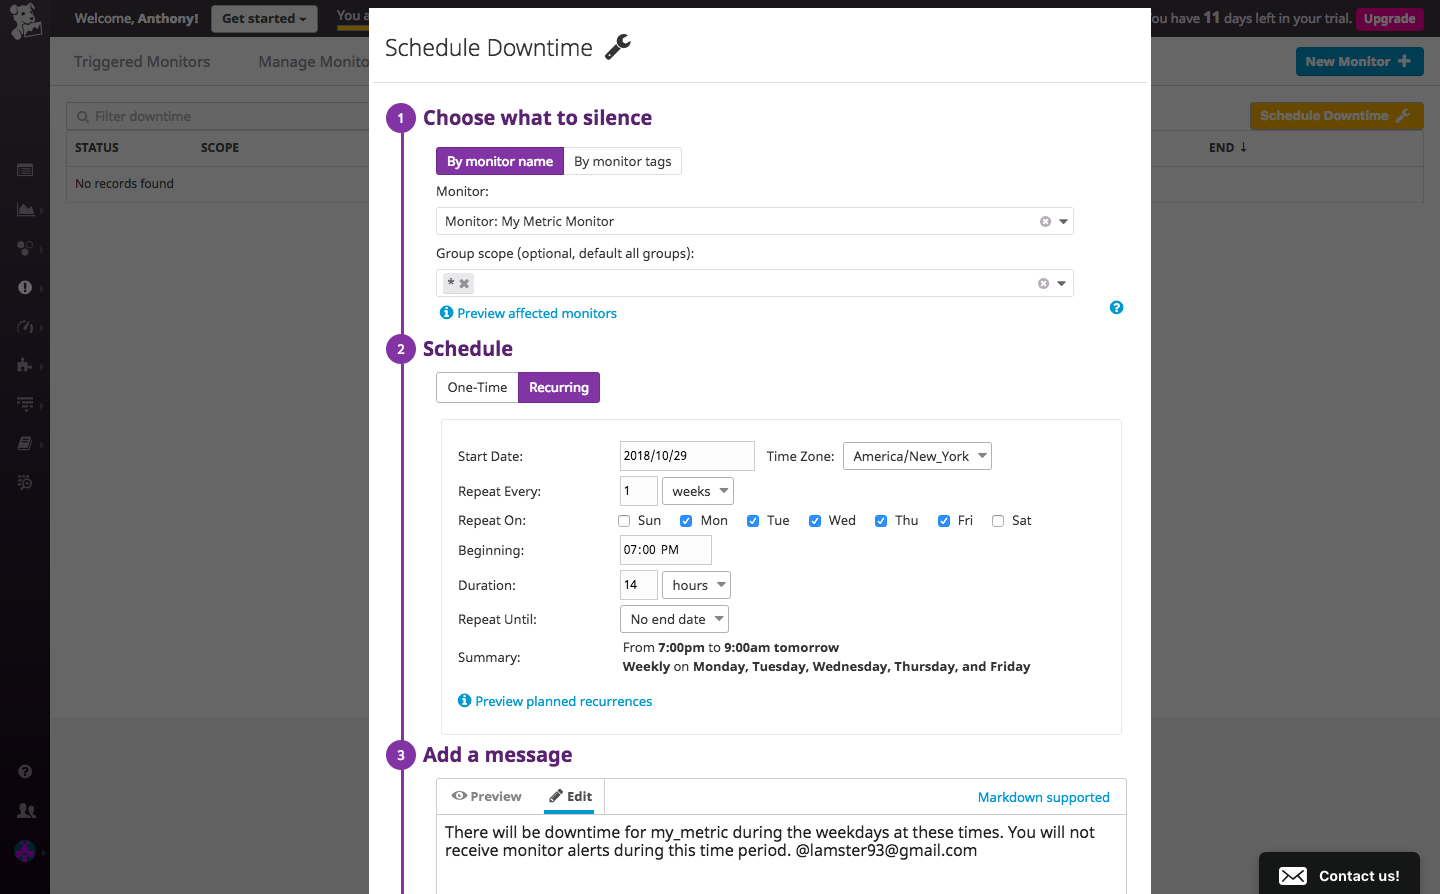 Welcome, Anthony!
Get started
You a
ou have 11 days left in your trial.
Upgrade
Triggered Monitors
Manage Monito
New Monitor
Filter downtime
Schedule Downtime
STATUS
SCOPE
END ↓
No records found
Schedule Downtime
1 Choose what to silence
By monitor name
By monitor tags
Monitor:
Monitor: My Metric Monitor
Group scope (optional, default all groups):
*
Preview affected monitors
2 Schedule
One-Time
Recurring
Start Date: 2018/10/29 Time Zone: America/New_York
Repeat Every: 1 weeks
Repeat On: Sun Mon Tue Wed Thu Fri Sat
Beginning: 07:00 PM
Duration: 14 hours
Repeat Until: No end date
Summary: From 7:00pm to 9:00am tomorrow
Weekly on Monday, Tuesday, Wednesday, Thursday, and Friday
Preview planned recurrences
3 Add a message
Preview
Edit
Markdown supported
There will be downtime for my_metric during the weekdays at these times. You will not
receive monitor alerts during this time period. @lamster93@gmail.com
Contact us!